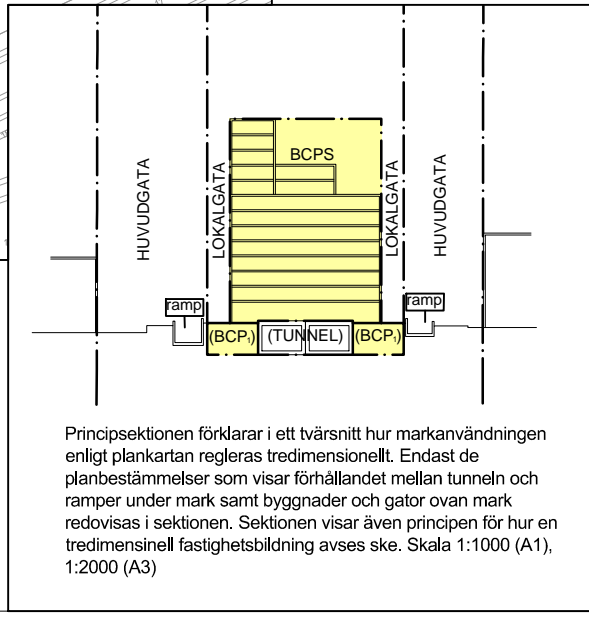 BCPS
HUVUDGATA
LOKALGATA
LOKALGATA
HUVUDGATA
ramp
ramp
(BCP₁)
(TUNNEL)
(BCP₁)
Principsektionen förklarar i ett tvärsnitt hur markanvändningen
enligt plankartan regleras tredimensionellt. Endast de
planbestämmelser som visar förhållandet mellan tunneln och
ramper under mark samt byggnader och gator ovan mark
redovisas i sektionen. Sektionen visar även principen för hur en
tredimensinell fastighetsbildning avses ske. Skala 1:1000 (A1),
1:2000 (A3)